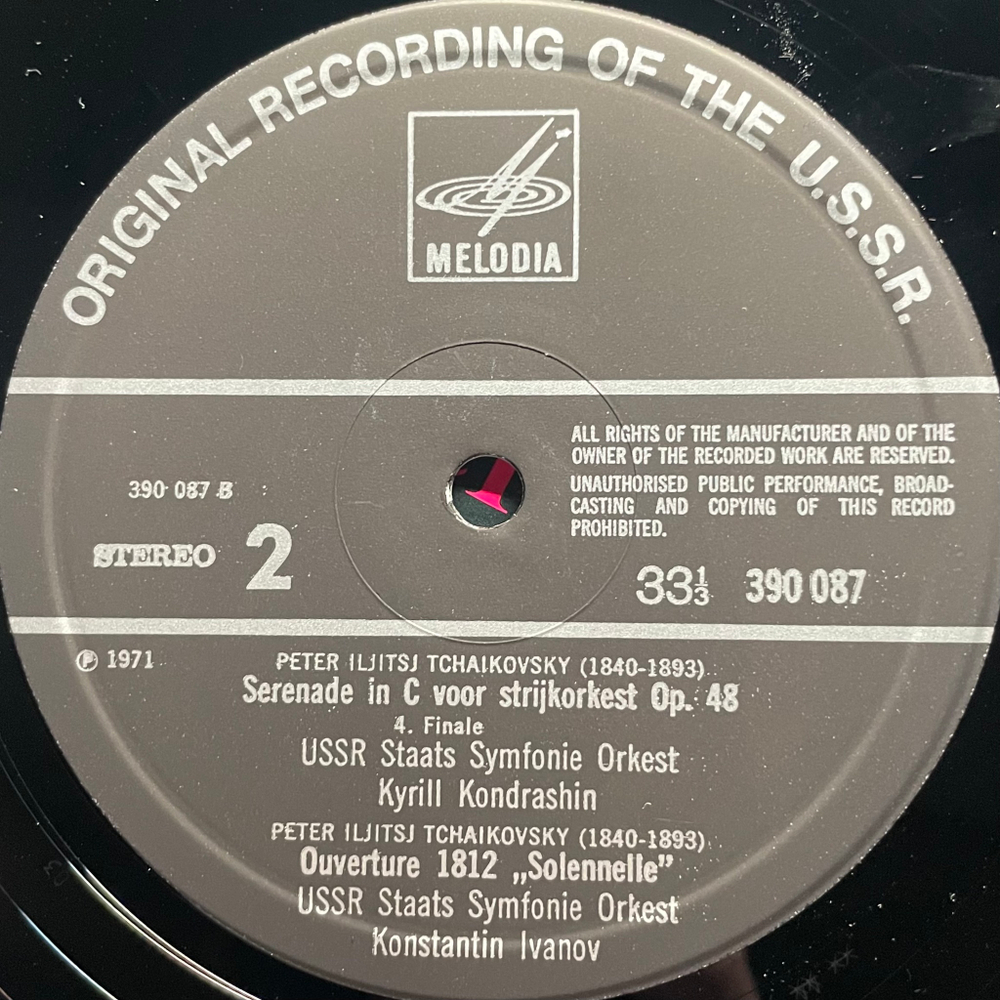 ORIGINAL RECORDING OF THE U.S.S.R.
MELODIA
ALL RIGHTS OF THE MANUFACTURER AND OF THE
OWNER OF THE RECORDED WORK ARE RESERVED.
UNAUTHORISED PUBLIC PERFORMANCE, BROAD-
CASTING AND COPYING OF THIS RECORD
PROHIBITED.
390 087 B
STEREO 2
33⅓ 390 087
Ⓟ 1971
PETER ILJITSJ TCHAIKOVSKY (1840-1893)
Serenade in C voor strijkorkest Op. 48
4. Finale
USSR Staats Symfonie Orkest
Kyrill Kondrashin
PETER ILJITSJ TCHAIKOVSKY (1840-1893)
Ouverture 1812 „Solennelle”
USSR Staats Symfonie Orkest
Konstantin Ivanov